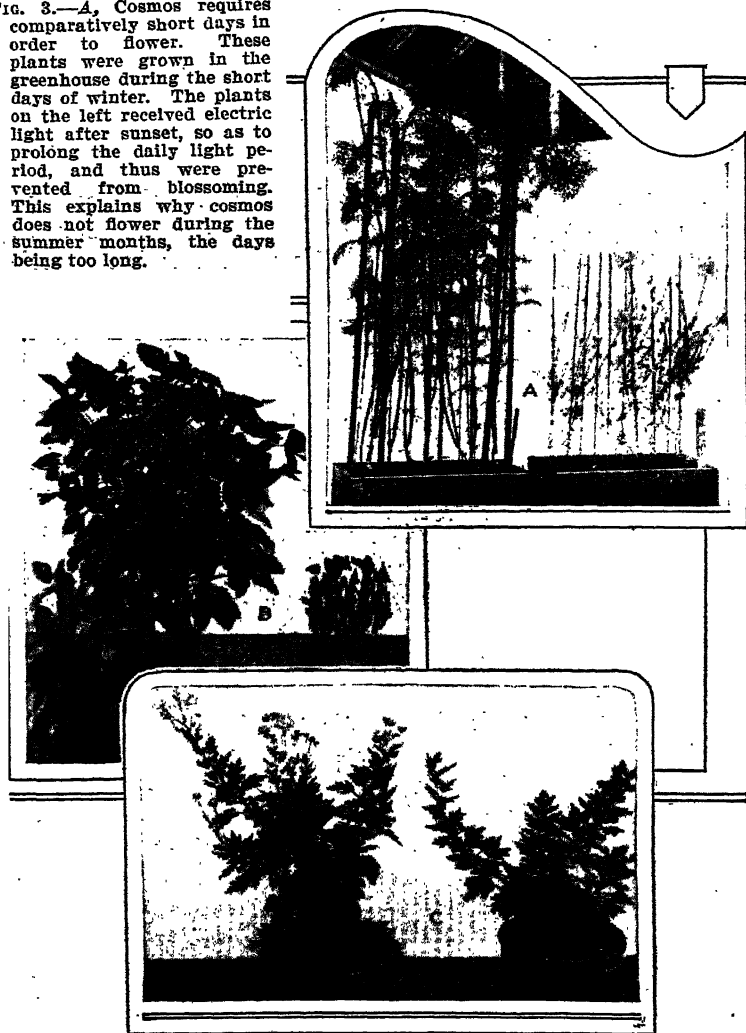 FIG. 3.—A, Cosmos requires
comparatively short days in
order to flower. These
plants were grown in the
greenhouse during the short
days of winter. The plants
on the left received electric
light after sunset, so as to
prolong the daily light pe-
riod, and thus were pre-
vented from blossoming.
This explains why cosmos
does not flower during the
summer months, the days
being too long.
A
B
C